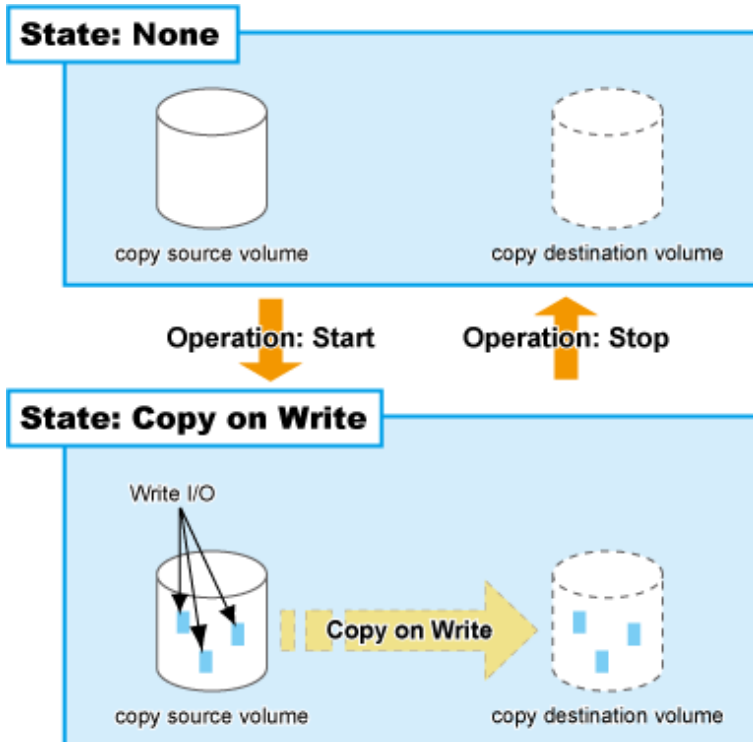 State: None
copy source volume
copy destination volume
Operation: Start
Operation: Stop
State: Copy on Write
Write I/O
Copy on Write
copy source volume
copy destination volume